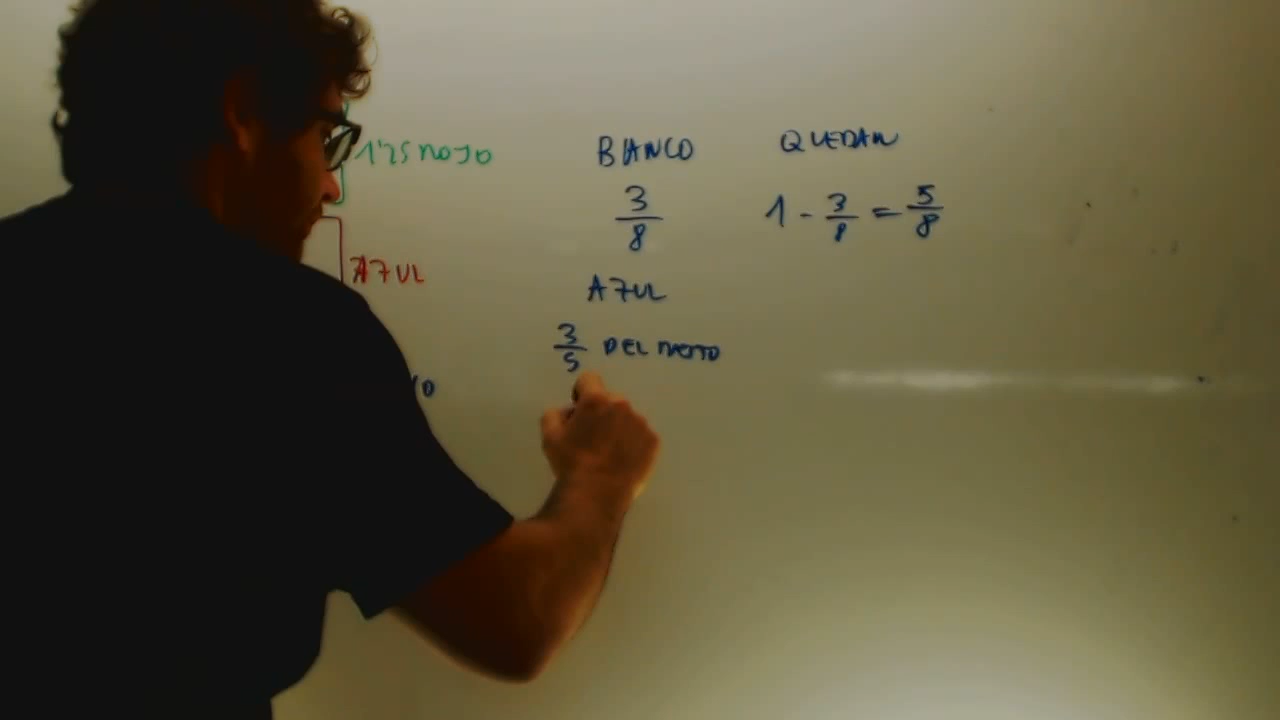 1'25 ROJO
AZUL
BLANCO
3/8
QUEDAN
1 - 3/8 = 5/8
AZUL
3/5 DEL RESTO